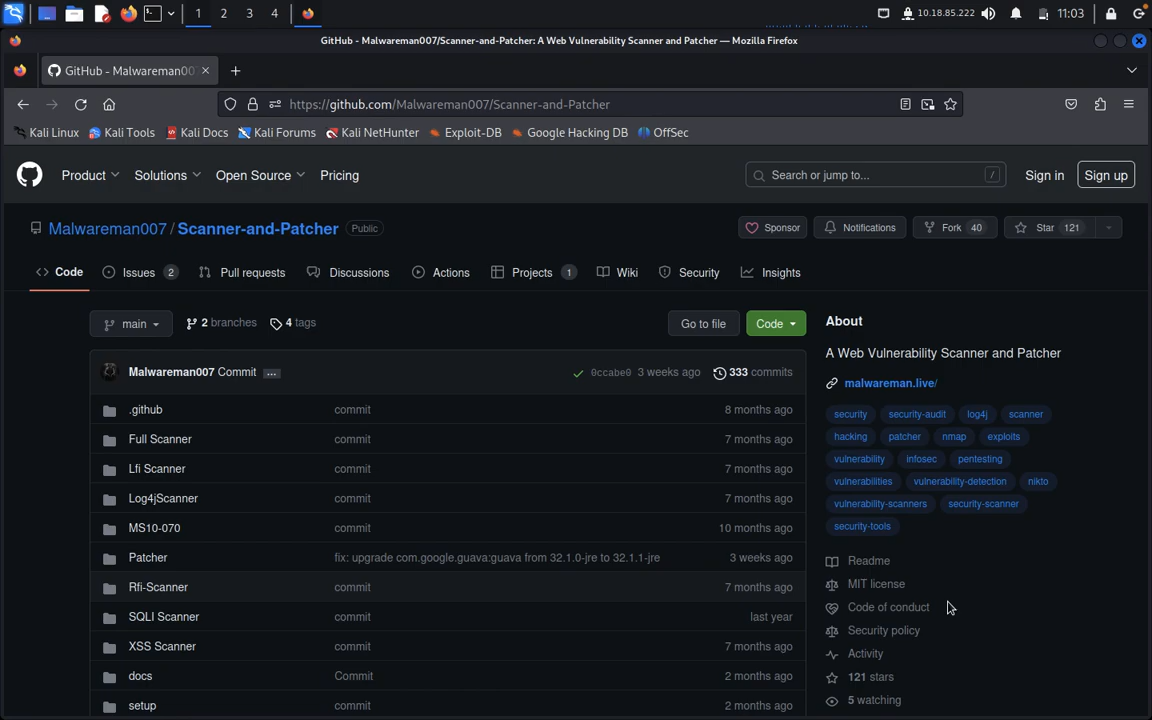 1 2 3 4 10.18.85.222 11:03
GitHub - Malwareman007/Scanner-and-Patcher: A Web Vulnerability Scanner and Patcher — Mozilla Firefox
GitHub - Malwareman007
https://github.com/Malwareman007/Scanner-and-Patcher
Kali Linux Kali Tools Kali Docs Kali Forums Kali NetHunter Exploit-DB Google Hacking DB OffSec
Product Solutions Open Source Pricing Search or jump to... / Sign in Sign up
Malwareman007 / Scanner-and-Patcher Public Sponsor Notifications Fork 40 Star 121
Code Issues 2 Pull requests Discussions Actions Projects 1 Wiki Security Insights
main 2 branches 4 tags Go to file Code
Malwareman007 Commit ... 0ccabe0 3 weeks ago 333 commits
.github commit 8 months ago
Full Scanner commit 7 months ago
Lfi Scanner commit 7 months ago
Log4jScanner commit 7 months ago
MS10-070 commit 10 months ago
Patcher fix: upgrade com.google.guava:guava from 32.1.0-jre to 32.1.1-jre 3 weeks ago
Rfi-Scanner commit 7 months ago
SQLI Scanner commit last year
XSS Scanner commit 7 months ago
docs Commit 2 months ago
setup commit 2 months ago
About
A Web Vulnerability Scanner and Patcher
malwareman.live/
security security-audit log4j scanner
hacking patcher nmap exploits
vulnerability infosec pentesting
vulnerabilities vulnerability-detection nikto
vulnerability-scanners security-scanner
security-tools
Readme
MIT license
Code of conduct
Security policy
Activity
121 stars
5 watching